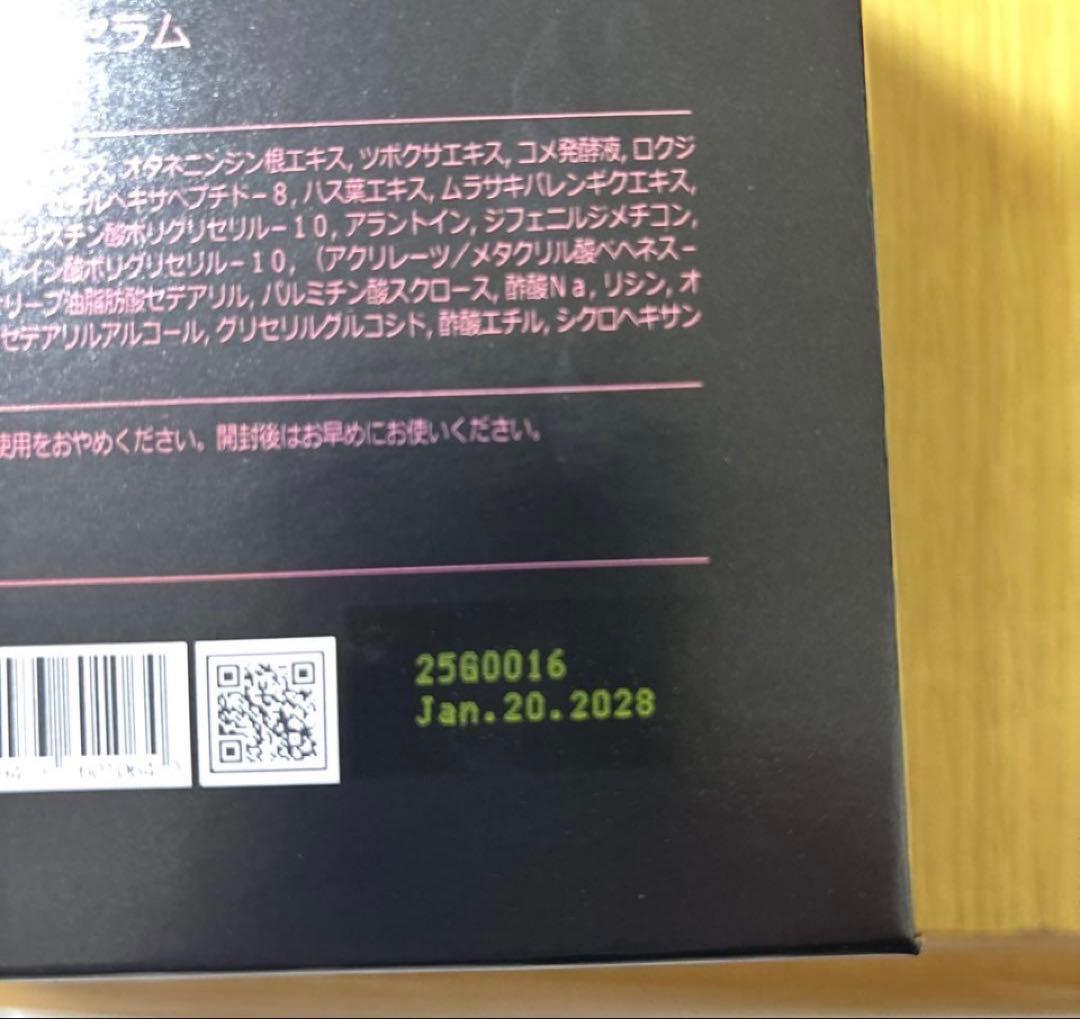 セラム
オタネニンジン根エキス, ツボクサエキス, コメ発酵液, ロクジ
チルヘキサペプチド-8, ハス葉エキス, ムラサキバレンギクエキス,
リスチン酸ポリグリセリル-10, アラントイン, ジフェニルジメチコン,
レイン酸ポリグリセリル-10, (アクリレーツ/メタクリル酸ベヘネス-
リーブ油脂肪酸セテアリル, パルミチン酸スクロース, 酢酸Na, リシン, オ
セテアリルアルコール, グリセリルグルコシド, 酢酸エチル, シクロヘキサン
使用をおやめください。開封後はお早めにお使いください。
25G0016
Jan.20.2028